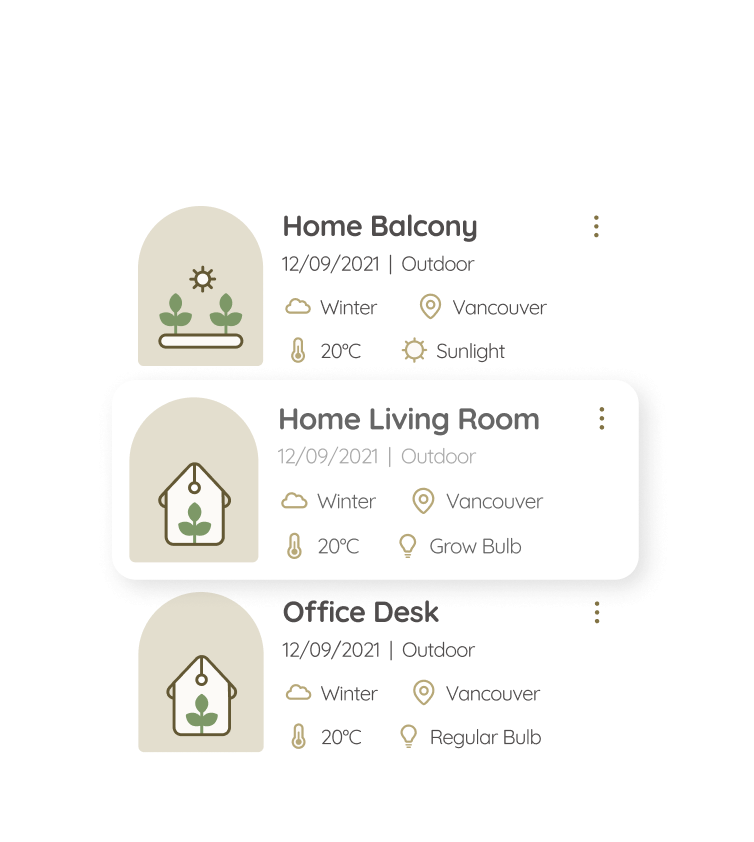 Home Balcony
12/09/2021 | Outdoor
Winter Vancouver
20°C Sunlight
Home Living Room
12/09/2021 | Outdoor
Winter Vancouver
20°C Grow Bulb
Office Desk
12/09/2021 | Outdoor
Winter Vancouver
20°C Regular Bulb